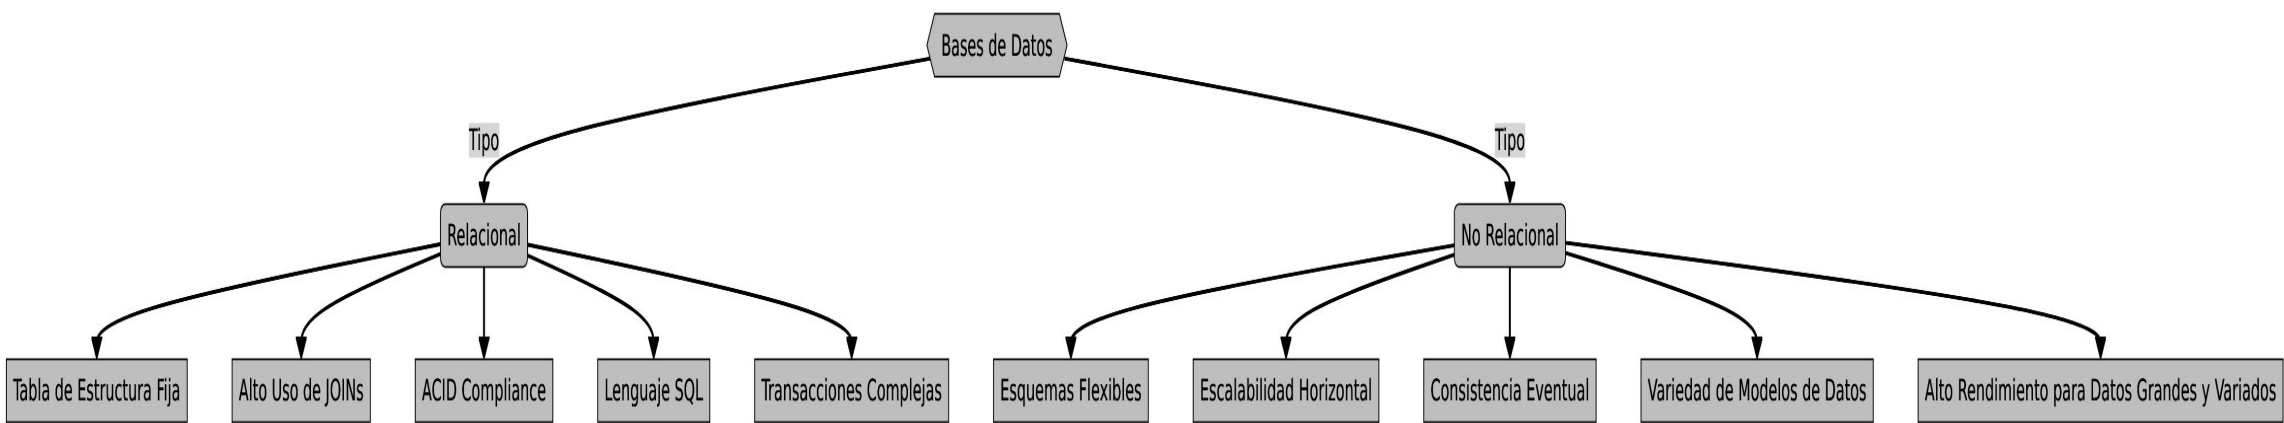 Bases de Datos
Tipo
Tipo
Relacional
No Relacional
Tabla de Estructura Fija
Alto Uso de JOINs
ACID Compliance
Lenguaje SQL
Transacciones Complejas
Esquemas Flexibles
Escalabilidad Horizontal
Consistencia Eventual
Variedad de Modelos de Datos
Alto Rendimiento para Datos Grandes y Variados